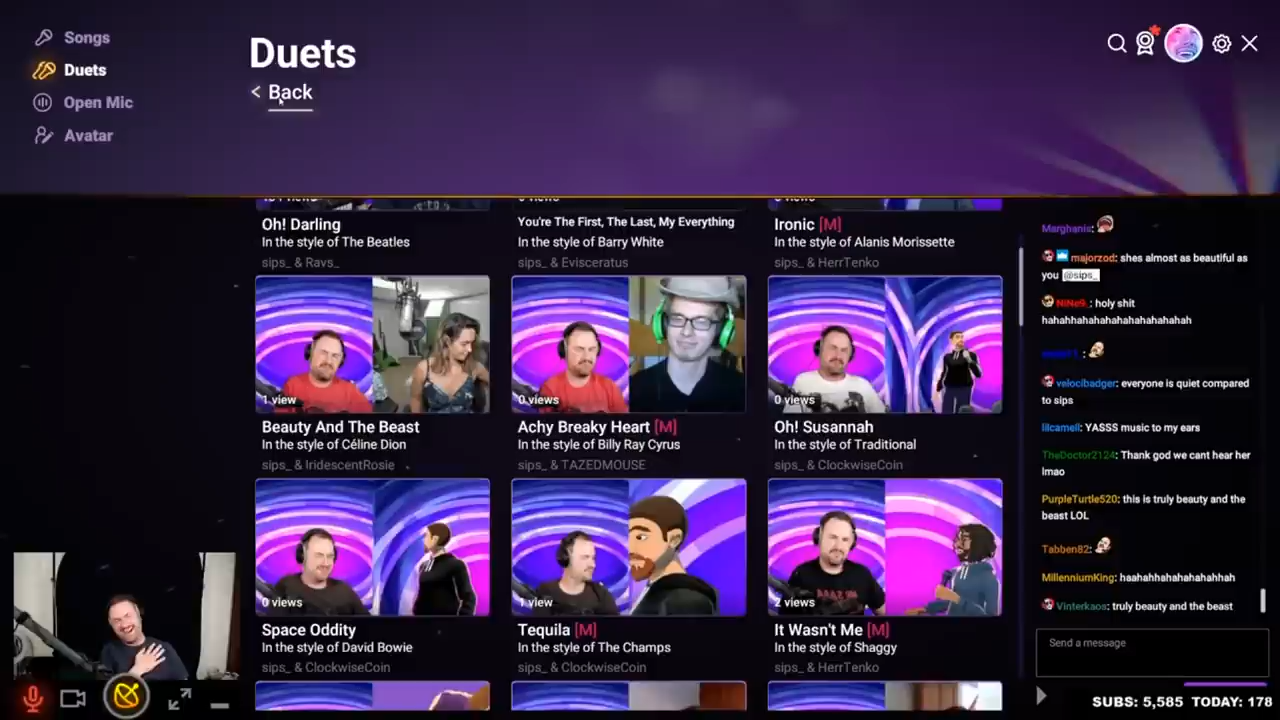 Songs
Duets
Open Mic
Avatar
Duets
< Back
Oh! Darling
In the style of The Beatles
sips_ & Ravs_
You're The First, The Last, My Everything
In the style of Barry White
sips_ & Evisceratus
Ironic [M]
In the style of Alanis Morissette
sips_ & HerrTenko
1 view
Beauty And The Beast
In the style of Céline Dion
sips_ & IridescentRosie
0 views
Achy Breaky Heart [M]
In the style of Billy Ray Cyrus
sips_ & TAZEDMOUSE
0 views
Oh! Susannah
In the style of Traditional
sips_ & ClockwiseCoin
0 views
Space Oddity
In the style of David Bowie
sips_ & ClockwiseCoin
1 view
Tequila [M]
In the style of The Champs
sips_ & ClockwiseCoin
2 views
It Wasn't Me [M]
In the style of Shaggy
sips_ & HerrTenko
Marghanis:
majorzod: shes almost as beautiful as
you @sips_
NiNe9_: holy shit
hahahhahahahahahahahahah
velocibadger: everyone is quiet compared
to sips
lilcamell: YASSS music to my ears
TheDoctor2124: Thank god we cant hear her
lmao
PurpleTurtle520: this is truly beauty and the
beast LOL
Tabben82:
MillenniumKing: haahahhahahahahahhah
Vinterkaos: truly beauty and the beast
Send a message
SUBS: 5,585 TODAY: 178